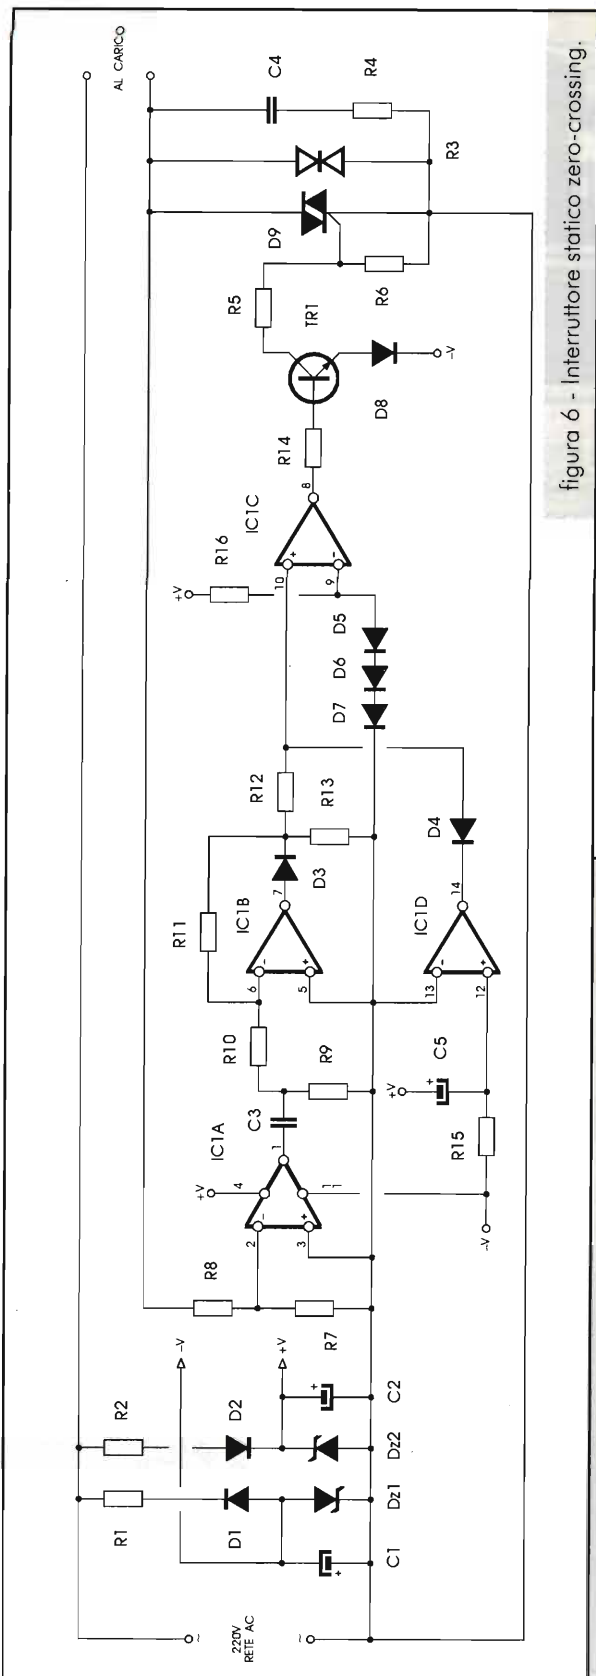 220V
RETE AC
~
~
R1
R2
D1
D2
C1
Dz1
Dz2
C2
-V
+V
R8
R7
IC1A
+V
2
3
4
11
1
-
+
C3
R9
R10
R11
IC1B
6
5
7
-
+
D3
R12
R13
IC1D
13
12
14
-
+
D4
C5
+V
+
R15
-V
D7
D6
D5
R16
+V
IC1C
10
9
8
+
-
R14
TR1
D8
-V
R5
R6
D9
R3
C4
R4
AL CARICO
+
+
figura 6 - Interruttore statico zero-crossing.